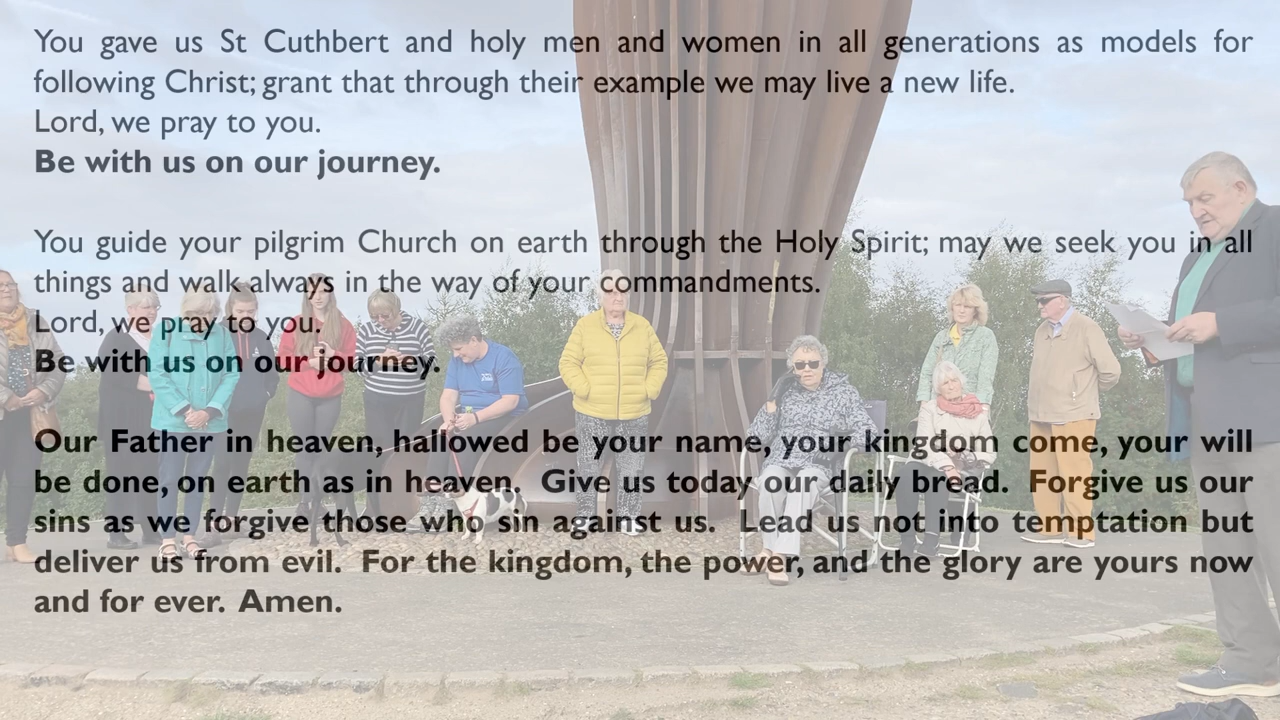 You gave us St Cuthbert and holy men and women in all generations as models for
following Christ; grant that through their example we may live a new life.
Lord, we pray to you.
Be with us on our journey.
You guide your pilgrim Church on earth through the Holy Spirit; may we seek you in all
things and walk always in the way of your commandments.
Lord, we pray to you.
Be with us on our journey.
Our Father in heaven, hallowed be your name, your kingdom come, your will
be done, on earth as in heaven.  Give us today our daily bread.  Forgive us our
sins as we forgive those who sin against us.  Lead us not into temptation but
deliver us from evil.  For the kingdom, the power, and the glory are yours now
and for ever.  Amen.